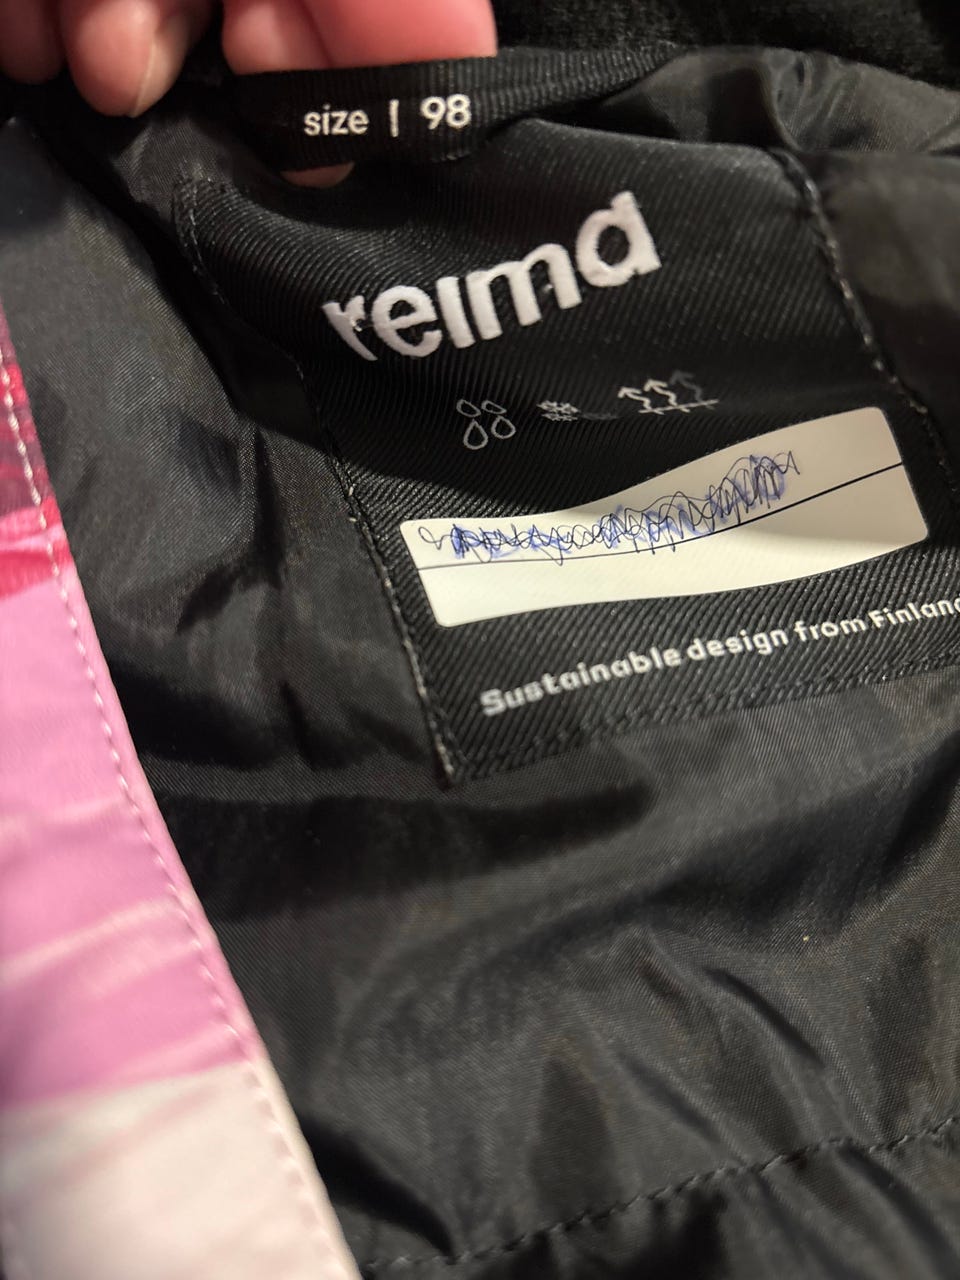 size | 98
reima
Sustainable design from Finland